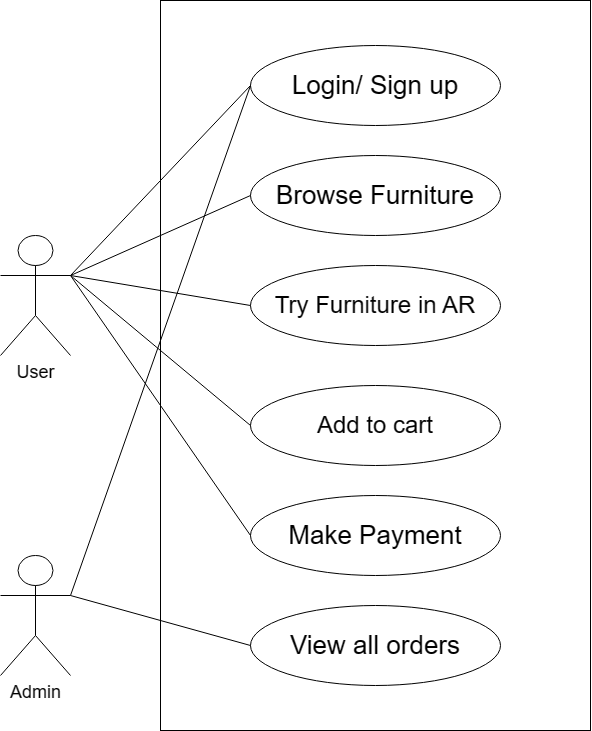 Login/ Sign up
Browse Furniture
Try Furniture in AR
User
Add to cart
Make Payment
View all orders
Admin